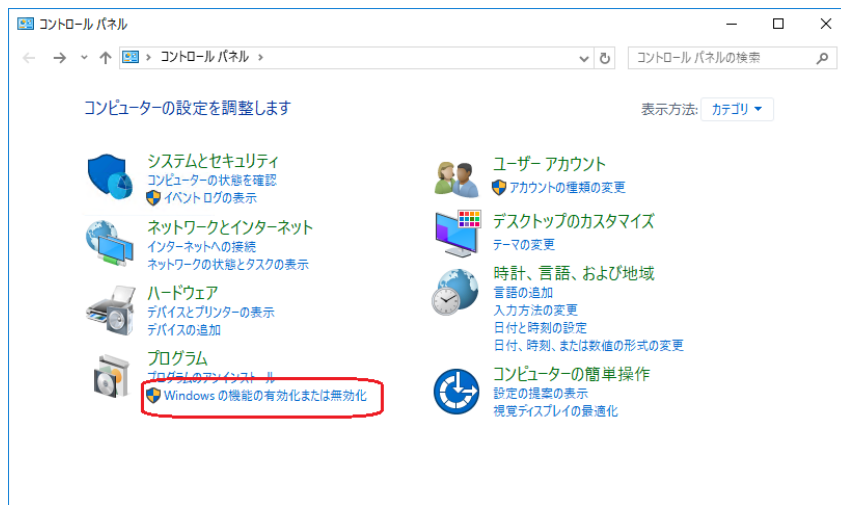 コントロール パネル
コントロール パネル
コントロール パネルの検索
コンピューターの設定を調整します
表示方法: カテゴリ
システムとセキュリティ
コンピューターの状態を確認
イベント ログの表示
ネットワークとインターネット
インターネットへの接続
ネットワークの状態とタスクの表示
ハードウェア
デバイスとプリンターの表示
デバイスの追加
プログラム
プログラムのアンインストール
Windows の機能の有効化または無効化
ユーザー アカウント
アカウントの種類の変更
デスクトップのカスタマイズ
テーマの変更
時計、言語、および地域
言語の追加
入力方法の変更
日付と時刻の設定
日付、時刻、または数値の形式の変更
コンピューターの簡単操作
設定の提案の表示
視覚ディスプレイの最適化